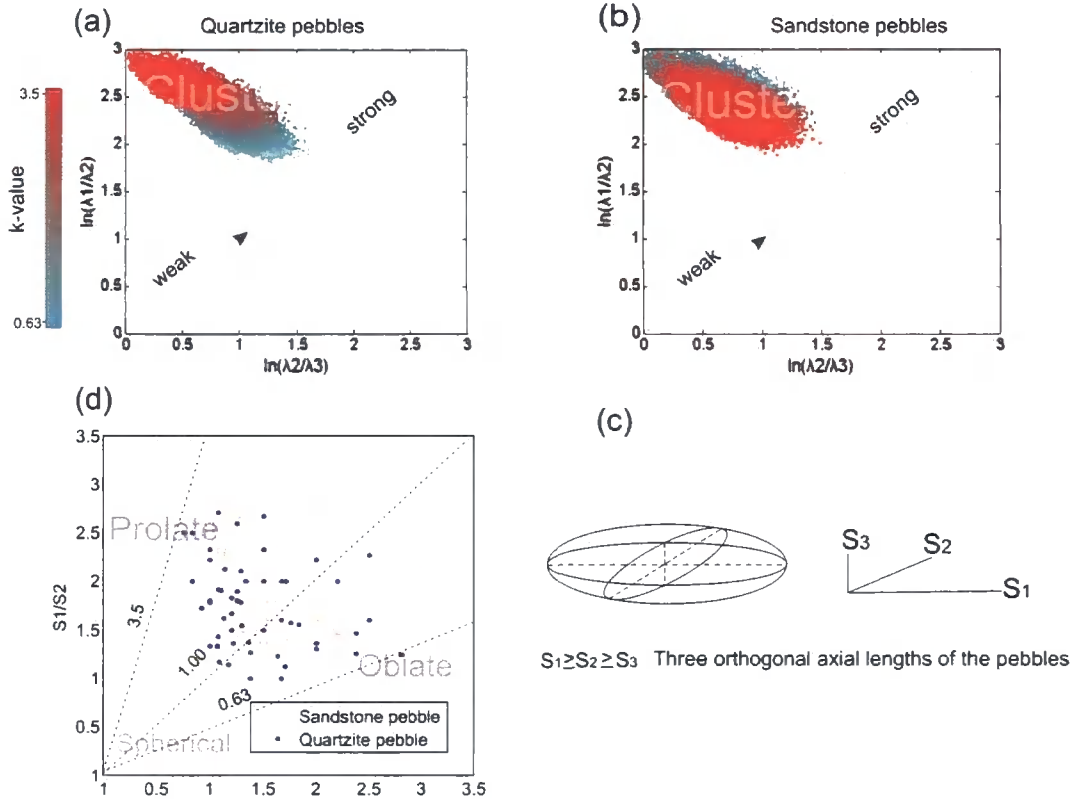 (a)
Quartzite pebbles
(b)
Sandstone pebbles
3.5
k-value
0.63
3
2.5
2
1.5
1
0.5
0
ln(λ1/λ2)
Cluste
strong
weak
0
0.5
1
1.5
2
2.5
3
ln(λ2/λ3)
3
2.5
2
1.5
1
0.5
0
ln(λ1/λ2)
Cluste
strong
weak
0
0.5
1
1.5
2
2.5
3
ln(λ2/λ3)
(d)
3.5
3
2.5
2
1.5
1
0.5
1
S1/S2
Prolate
3.5
1.00
0.63
Oblate
Spherical
Sandstone pebble
Quartzite pebble
1
0.5
1
1.5
2
2.5
3
3.5
(c)
S3
S2
S1
S1≥S2≥S3 Three orthogonal axial lengths of the pebbles